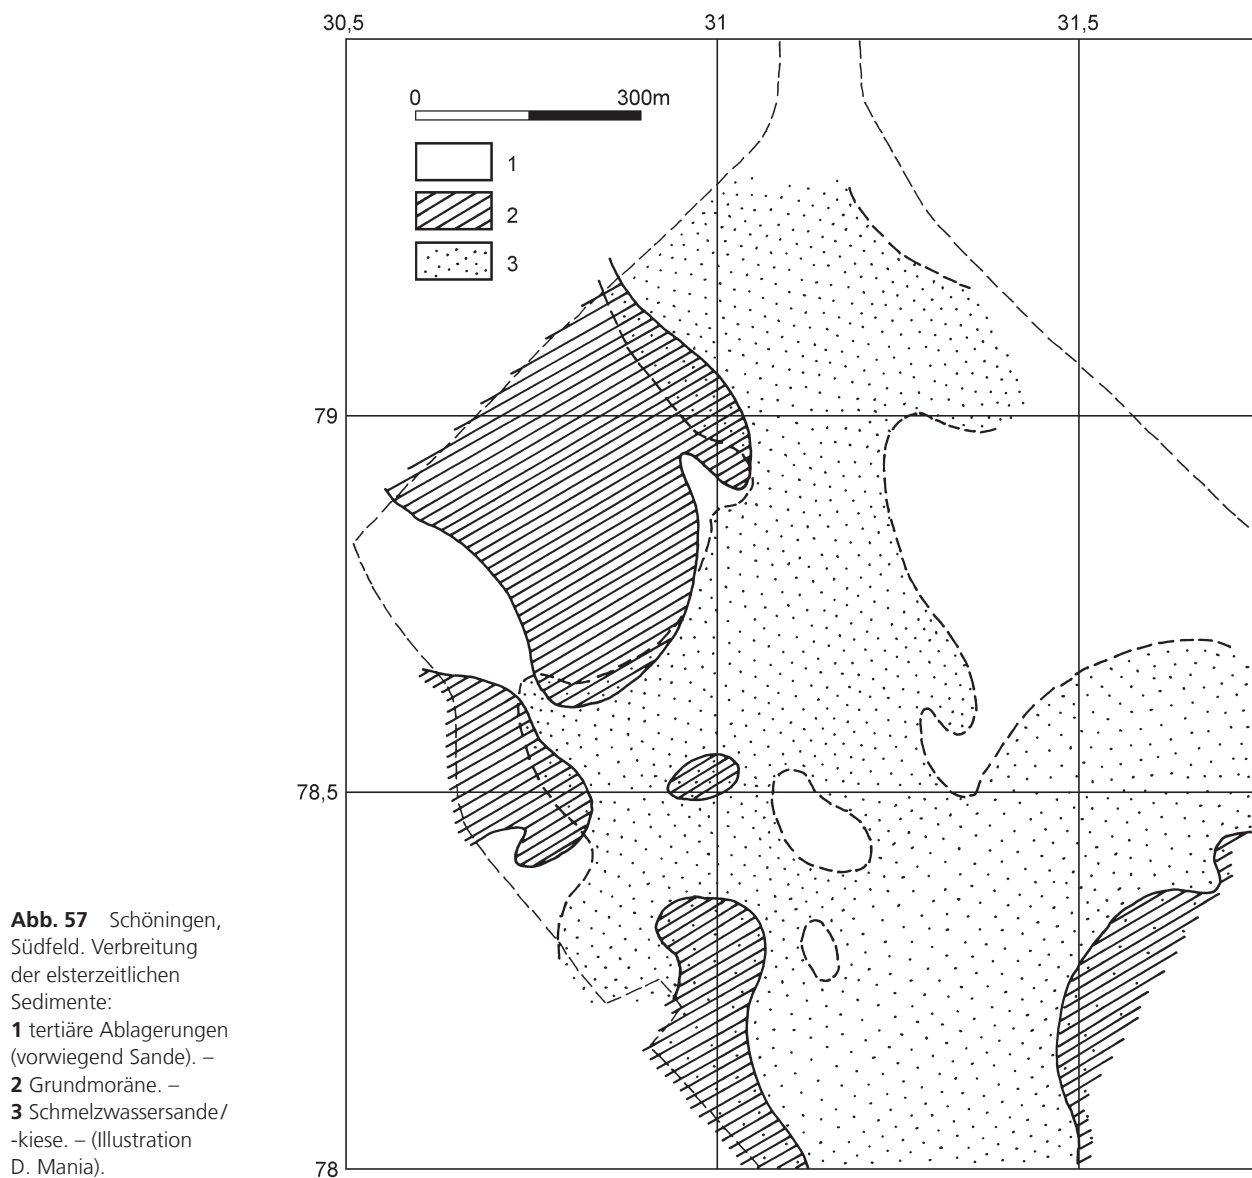 30,5 31 31,5
0 300m
1
2
3
79
78,5
78
Abb. 57 Schöningen,
Südfeld. Verbreitung
der elsterzeitlichen
Sedimente:
1 tertiäre Ablagerungen
(vorwiegend Sande). –
2 Grundmoräne. –
3 Schmelzwassersande/
-kiese. – (Illustration
D. Mania).